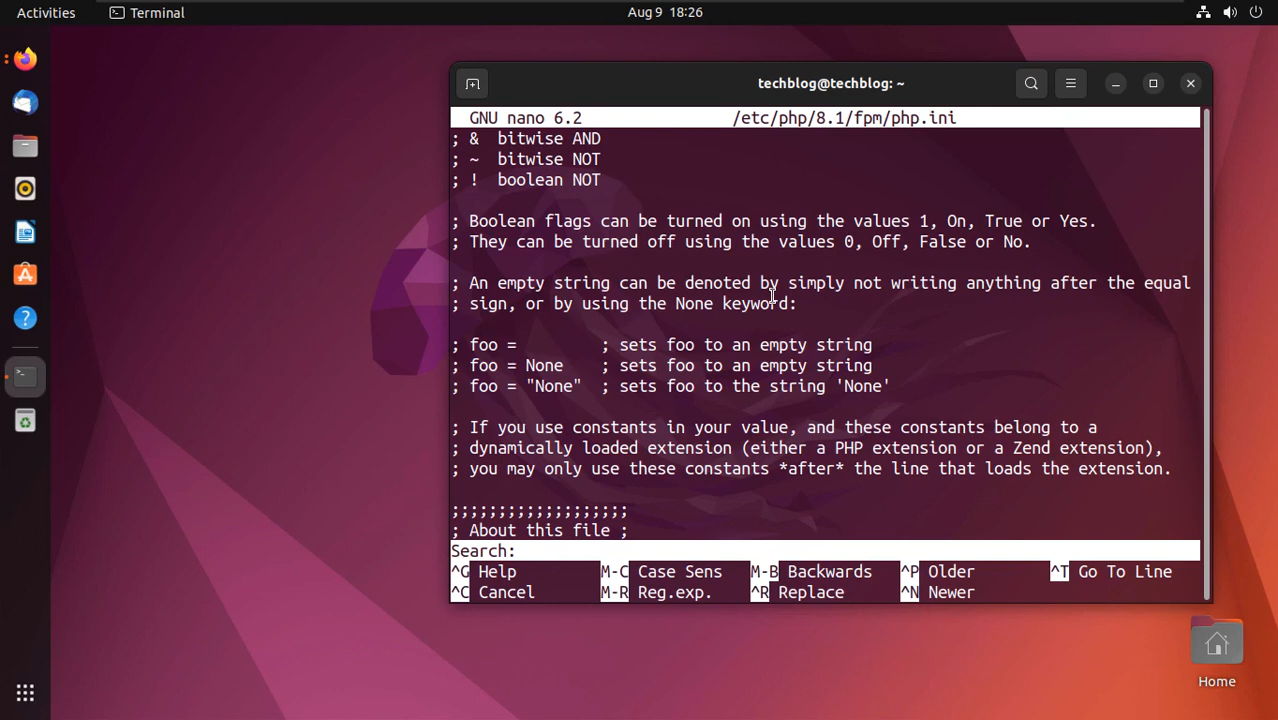 Activities Terminal Aug 9 18:26
techblog@techblog: ~
GNU nano 6.2 /etc/php/8.1/fpm/php.ini
; & bitwise AND
; ~ bitwise NOT
; ! boolean NOT
; Boolean flags can be turned on using the values 1, On, True or Yes.
; They can be turned off using the values 0, Off, False or No.
; An empty string can be denoted by simply not writing anything after the equal
; sign, or by using the None keyword:
; foo = ; sets foo to an empty string
; foo = None ; sets foo to an empty string
; foo = "None" ; sets foo to the string 'None'
; If you use constants in your value, and these constants belong to a
; dynamically loaded extension (either a PHP extension or a Zend extension),
; you may only use these constants *after* the line that loads the extension.
;;;;;;;;;;;;;;;;;;;
; About this file ;
Search:
^G Help M-C Case Sens M-B Backwards ^P Older ^T Go To Line
^C Cancel M-R Reg.exp. ^R Replace ^N Newer
Home